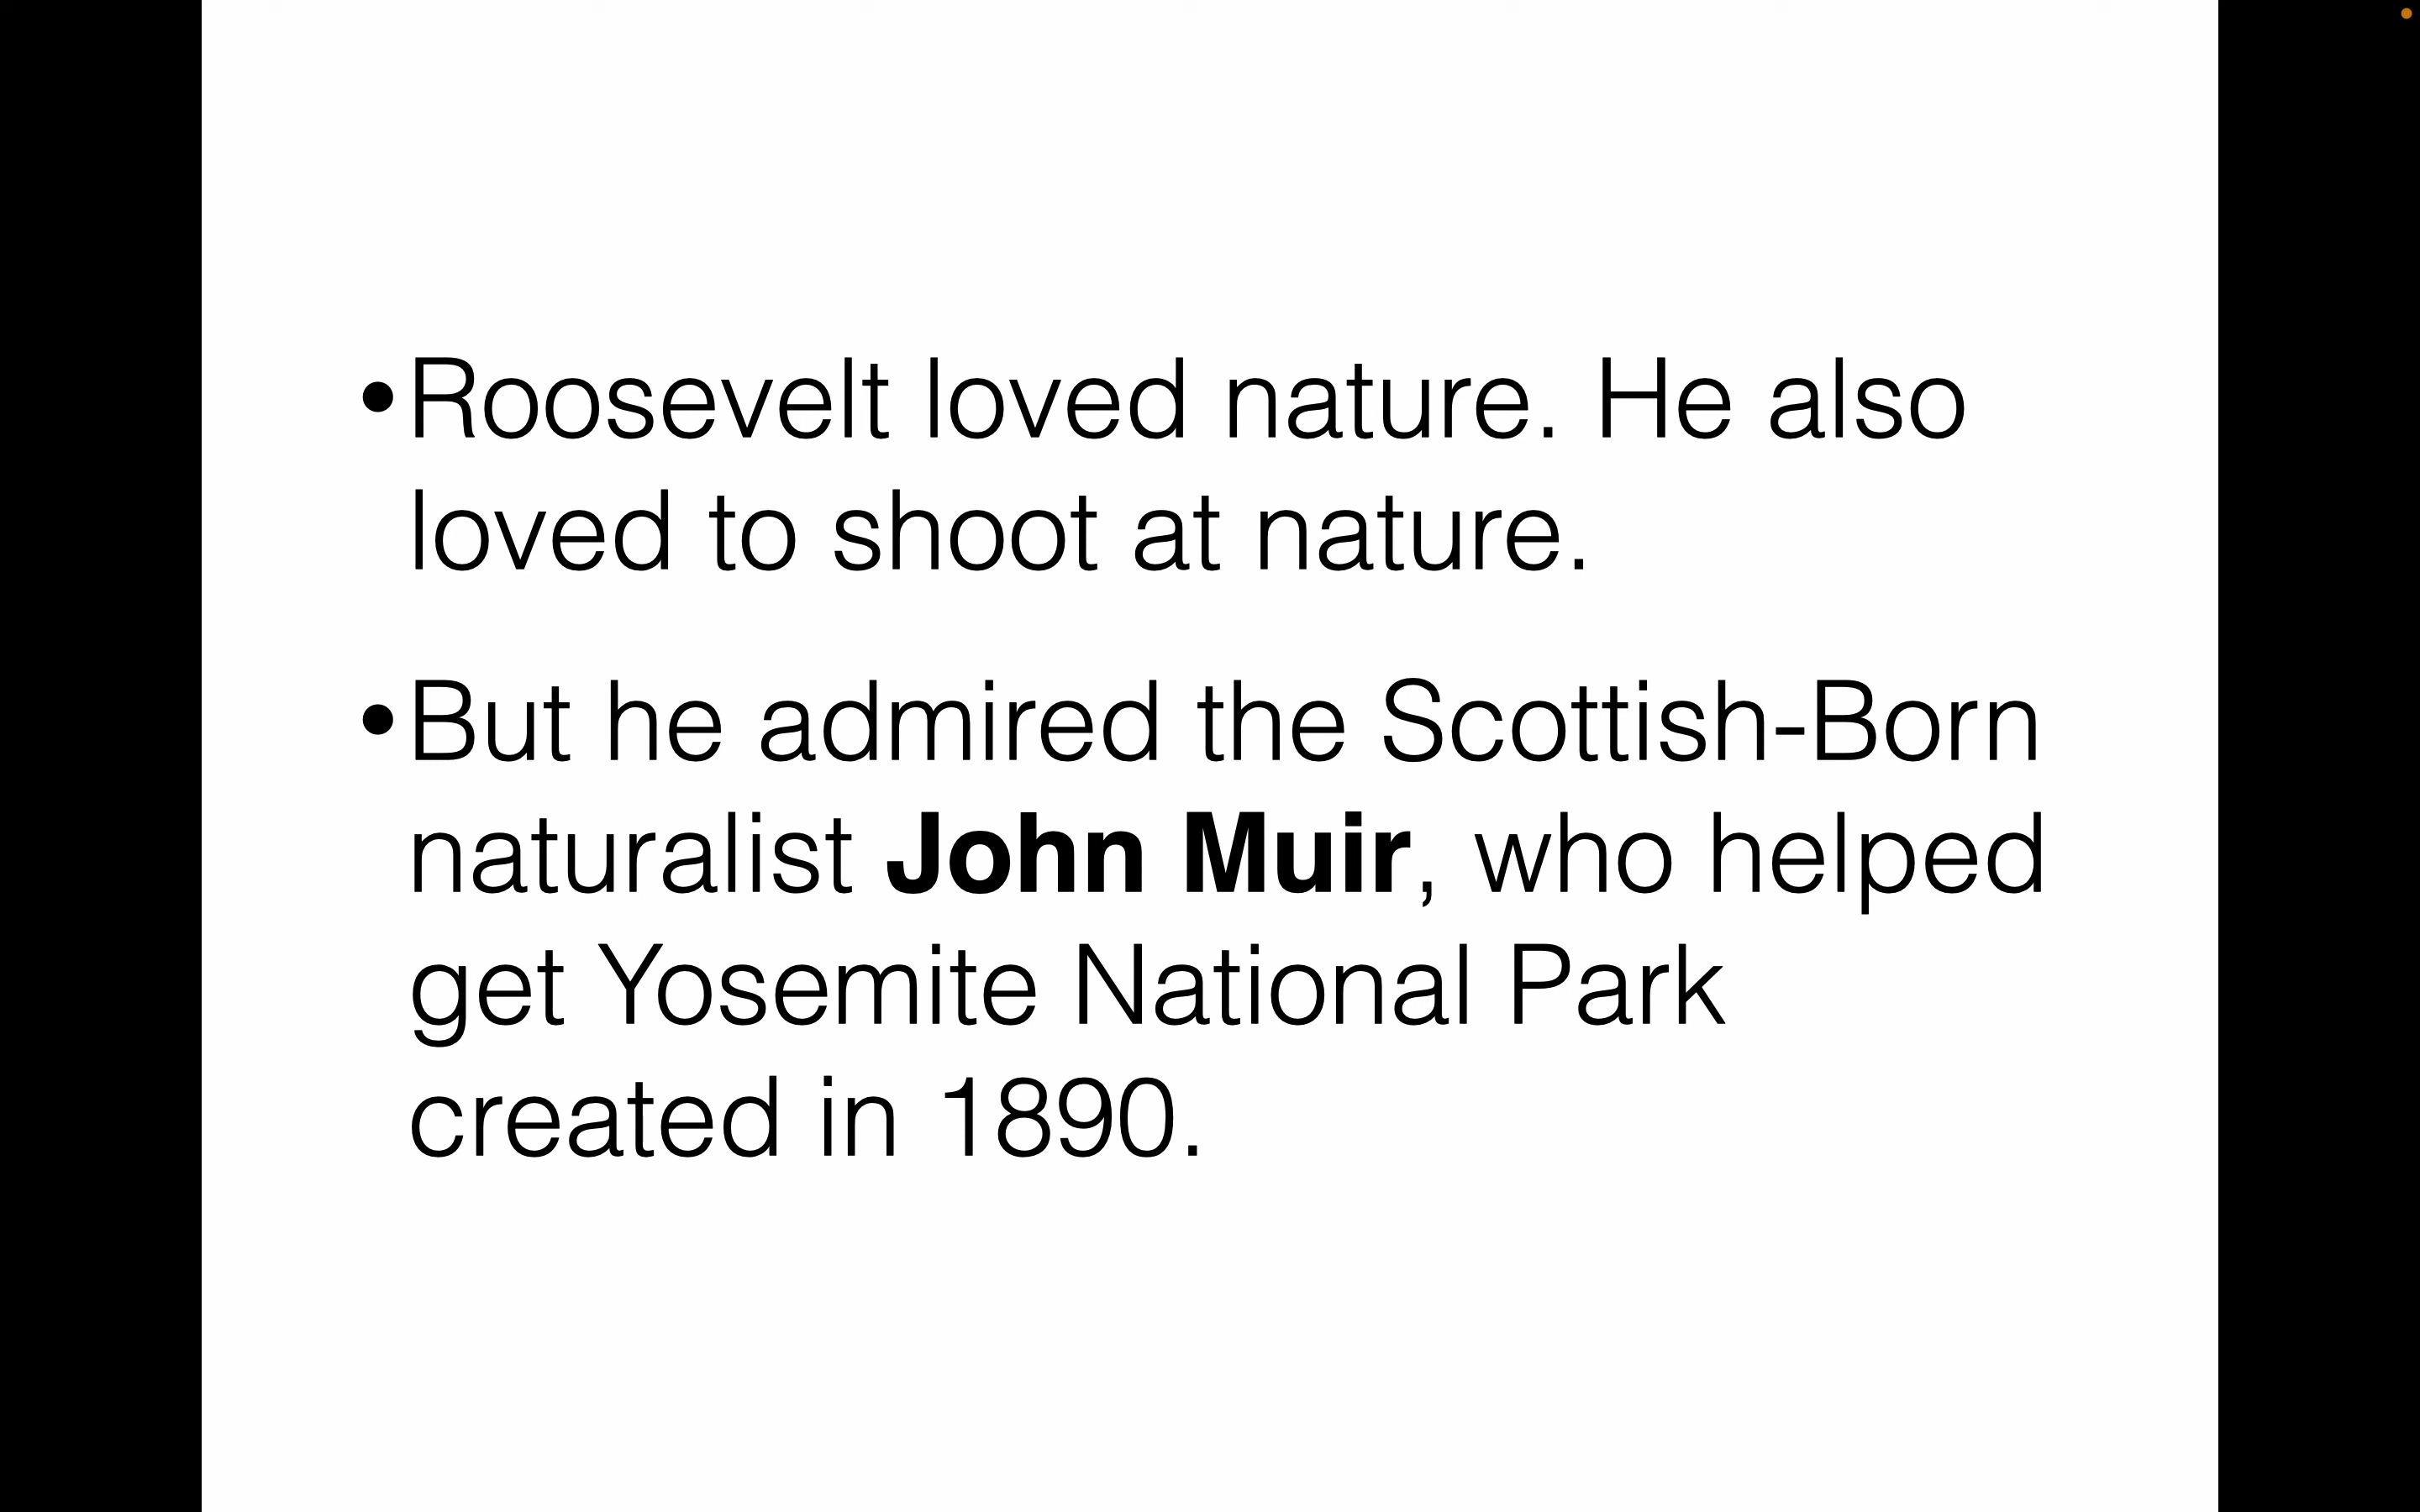 •Roosevelt loved nature. He also
loved to shoot at nature.
•But he admired the Scottish-Born
naturalist John Muir, who helped
get Yosemite National Park
created in 1890.